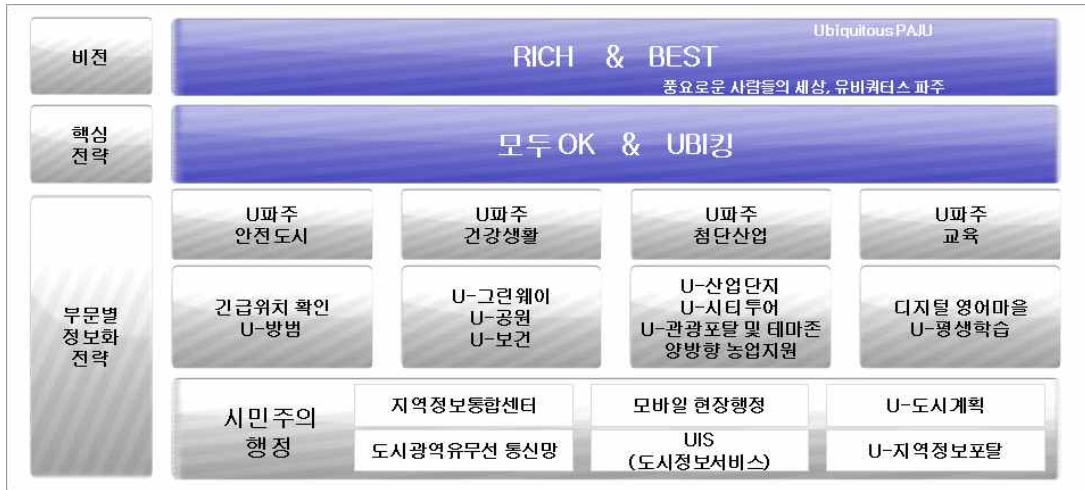 비전
Ubiquitous PAJU
RICH & BEST
풍요로운 사람들의 세상, 유비쿼터스 파주
핵심
전략
모두 OK & UBI킹
부문별
정보화
전략
U파주
안전도시
U파주
건강생활
U파주
첨단산업
U파주
교육
긴급위치 확인
U-방범
U-그린웨이
U-공원
U-보건
U-산업단지
U-시티투어
U-관광포탈 및 테마존
양방향 농업지원
디지털 영어마을
U-평생학습
시민주의
행정
지역정보통합센터
모바일 현장행정
U-도시계획
도시광역유무선 통신망
UIS
(도시정보서비스)
U-지역정보포탈